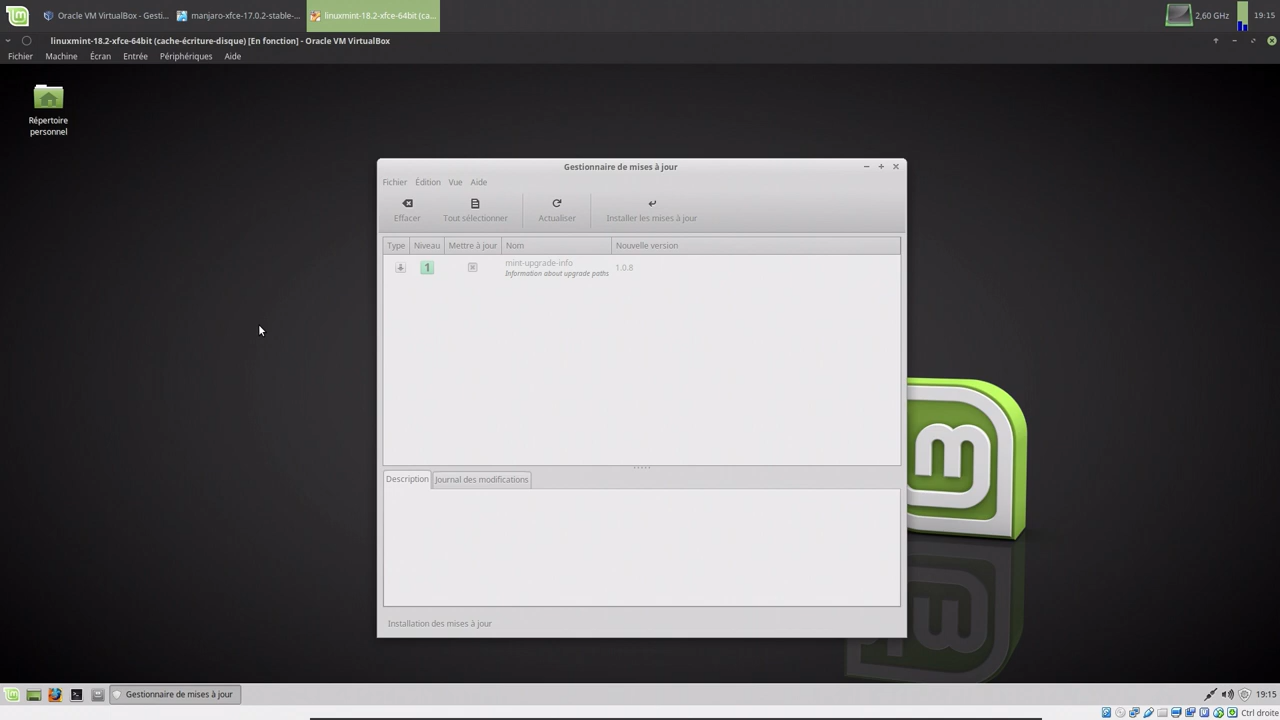 Oracle VM VirtualBox - Gesti...
manjaro-xfce-17.0.2-stable-...
linuxmint-18.2-xfce-64bit (ca...
2,60 GHz
19:15
linuxmint-18.2-xfce-64bit (cache-écriture-disque) [En fonction] - Oracle VM VirtualBox
Fichier Machine Écran Entrée Périphériques Aide
Répertoire
personnel
Gestionnaire de mises à jour
Fichier Édition Vue Aide
Effacer Tout sélectionner Actualiser Installer les mises à jour
Type Niveau Mettre à jour Nom Nouvelle version
1 mint-upgrade-info 1.0.8
Information about upgrade paths
Description Journal des modifications
Installation des mises à jour
Gestionnaire de mises à jour
19:15
Ctrl droite